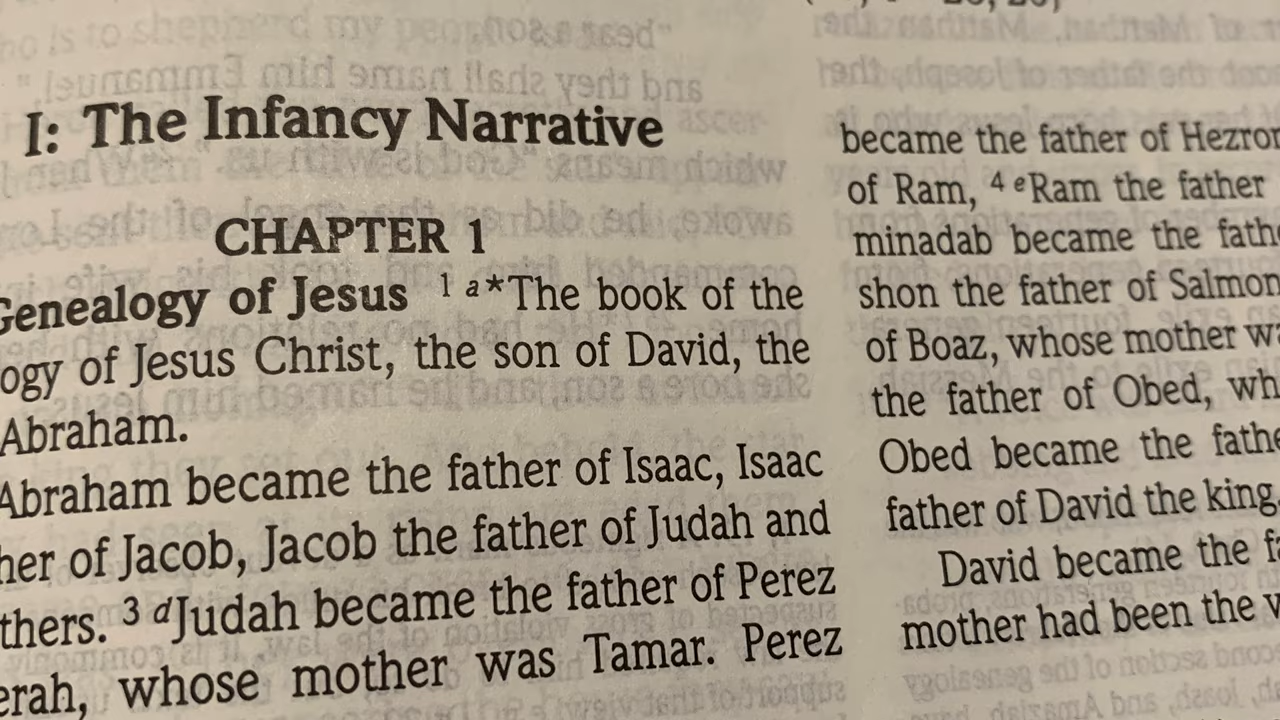 I: The Infancy Narrative
CHAPTER 1
Genealogy of Jesus 1 a*The book of the
ogy of Jesus Christ, the son of David, the
Abraham.
Abraham became the father of Isaac, Isaac
her of Jacob, Jacob the father of Judah and
thers. 3 dJudah became the father of Perez
erah, whose mother was Tamar. Perez
became the father of Hezron
of Ram, 4 eRam the father
minadab became the fathe
shon the father of Salmon
of Boaz, whose mother wa
the father of Obed, wh
Obed became the fathe
father of David the king.
David became the fa
mother had been the w